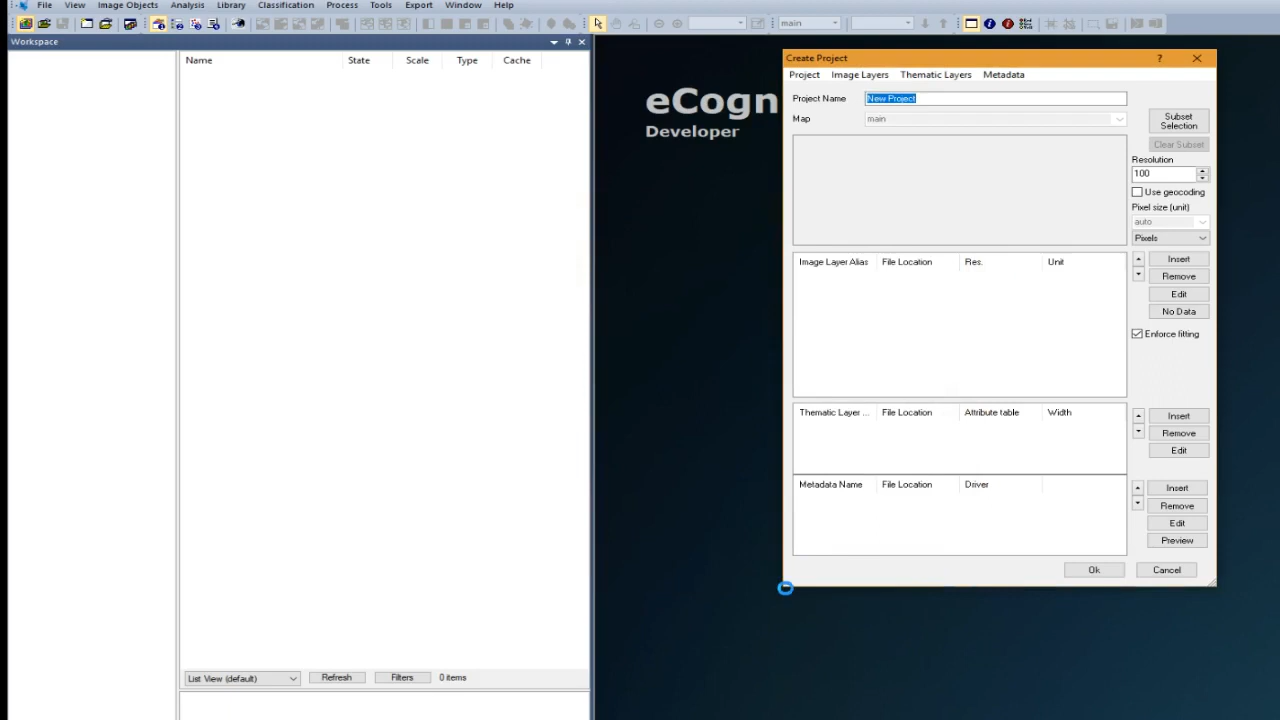 File View Image Objects Analysis Library Classification Process Tools Export Window Help
main
Workspace
Name State Scale Type Cache
eCogn
Developer
Create Project ?
Project Image Layers Thematic Layers Metadata
Project Name New Project
Map main
Subset Selection
Clear Subset
Resolution
100
Use geocoding
Pixel size (unit)
auto
Pixels
Image Layer Alias File Location Res. Unit
Insert
Remove
Edit
No Data
Enforce fitting
Thematic Layer ... File Location Attribute table Width
Insert
Remove
Edit
Metadata Name File Location Driver
Insert
Remove
Edit
Preview
Ok Cancel
List View (default) Refresh Filters 0 items